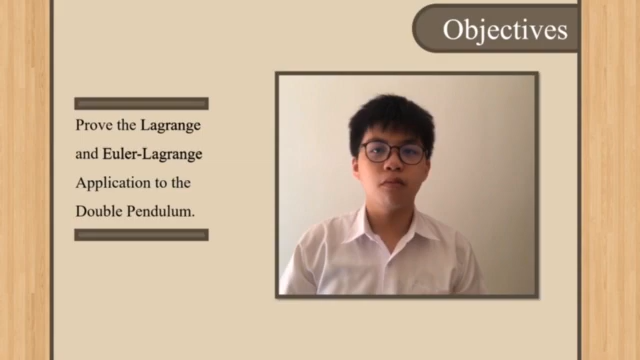 Objectives
Prove the Lagrange
and Euler-Lagrange
Application to the
Double Pendulum.